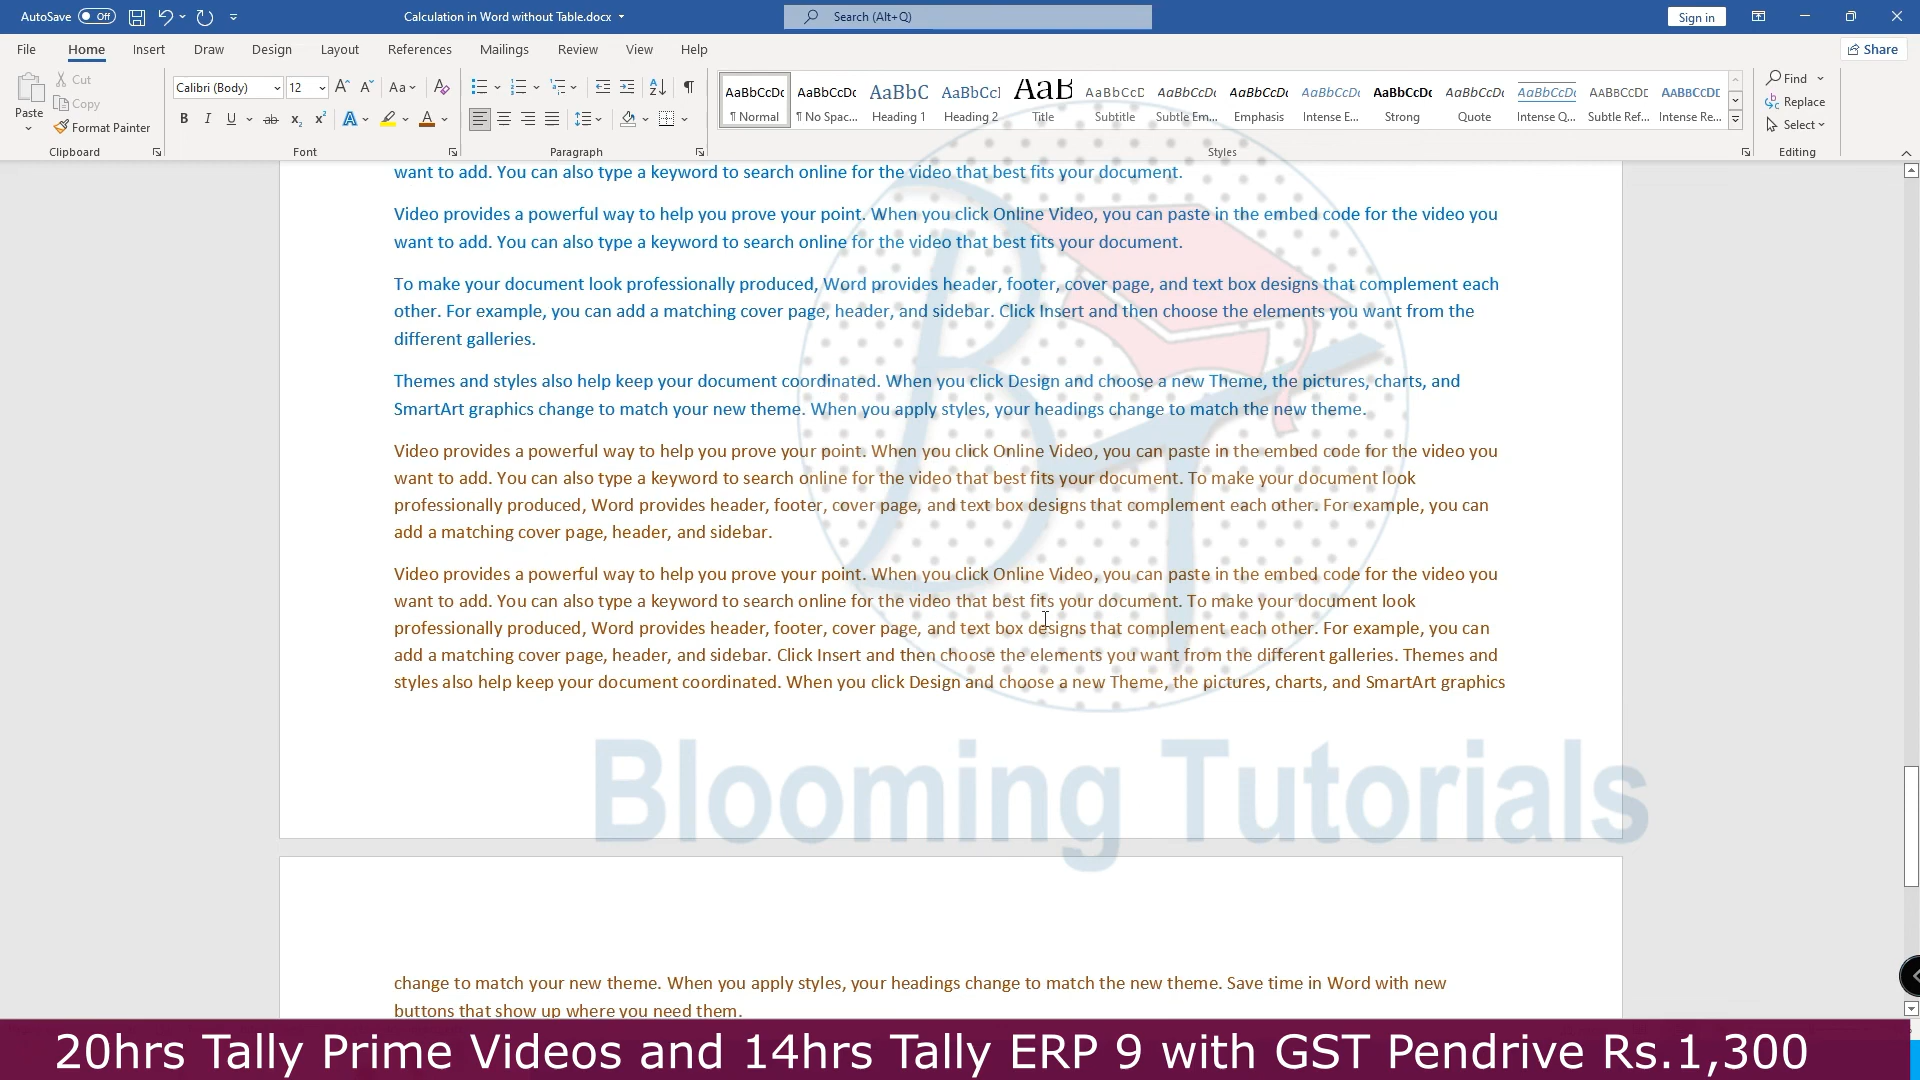 AutoSave Off Calculation in Word without Table.docx Search (Alt+Q) Sign in
File Home Insert Draw Design Layout References Mailings Review View Help Share
Paste Cut Copy Format Painter
Clipboard
Calibri (Body) 12 Aa
Font
Paragraph
AaBbCcDc AaBbCcDc AaBbC AaBbCcI AaB AaBbCcD AaBbCcDc AaBbCcDc AaBbCcDc AaBbCcDc AaBbCcDc AaBbCcDc AABBCCDE AABBCCDE
¶ Normal ¶ No Spac... Heading 1 Heading 2 Title Subtitle Subtle Em... Emphasis Intense E... Strong Quote Intense Q... Subtle Ref... Intense Re...
Styles
Find
Replace
Select
Editing
want to add. You can also type a keyword to search online for the video that best fits your document.
Video provides a powerful way to help you prove your point. When you click Online Video, you can paste in the embed code for the video you
want to add. You can also type a keyword to search online for the video that best fits your document.
To make your document look professionally produced, Word provides header, footer, cover page, and text box designs that complement each
other. For example, you can add a matching cover page, header, and sidebar. Click Insert and then choose the elements you want from the
different galleries.
Themes and styles also help keep your document coordinated. When you click Design and choose a new Theme, the pictures, charts, and
SmartArt graphics change to match your new theme. When you apply styles, your headings change to match the new theme.
Video provides a powerful way to help you prove your point. When you click Online Video, you can paste in the embed code for the video you
want to add. You can also type a keyword to search online for the video that best fits your document. To make your document look
professionally produced, Word provides header, footer, cover page, and text box designs that complement each other. For example, you can
add a matching cover page, header, and sidebar.
Video provides a powerful way to help you prove your point. When you click Online Video, you can paste in the embed code for the video you
want to add. You can also type a keyword to search online for the video that best fits your document. To make your document look
professionally produced, Word provides header, footer, cover page, and text box designs that complement each other. For example, you can
add a matching cover page, header, and sidebar. Click Insert and then choose the elements you want from the different galleries. Themes and
styles also help keep your document coordinated. When you click Design and choose a new Theme, the pictures, charts, and SmartArt graphics
BT
Blooming Tutorials
change to match your new theme. When you apply styles, your headings change to match the new theme. Save time in Word with new
buttons that show up where you need them.
20hrs Tally Prime Videos and 14hrs Tally ERP 9 with GST Pendrive Rs.1,300